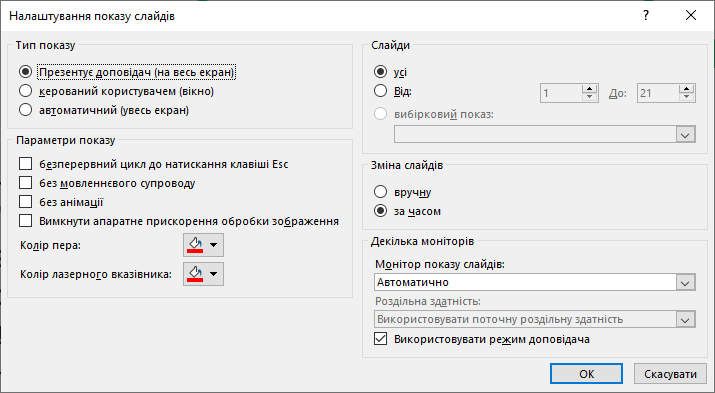 Налаштування показу слайдів
?
Тип показу
Презентує доповідач (на весь екран)
керований користувачем (вікно)
автоматичний (увесь екран)
Параметри показу
безперервний цикл до натискання клавіші Esc
без мовленнєвого супроводу
без анімації
Вимкнути апаратне прискорення обробки зображення
Колір пера:
Колір лазерного вказівника:
Слайди
усі
Від: 1 До: 21
вибірковий показ:
Зміна слайдів
вручну
за часом
Декілька моніторів
Монітор показу слайдів:
Автоматично
Роздільна здатність:
Використовувати поточну роздільну здатність
Використовувати режим доповідача
ОК Скасувати